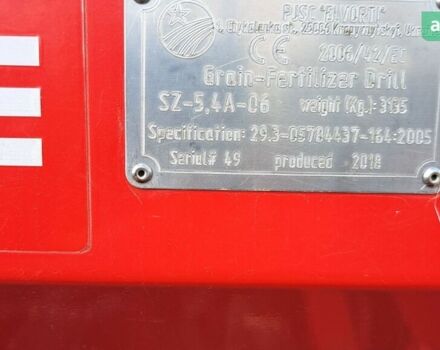 PJSC "ELVORTI"
1, Chykalenka st., 25006 Kropyvnytskyi, Ukr
CE 2006/42/EC
Grain-Fertilizer Drill
SZ-5,4A-06 weight (Kg.): 3135
Specification: 29.3-05784437-164:2005
Serial# 49 produced 2018